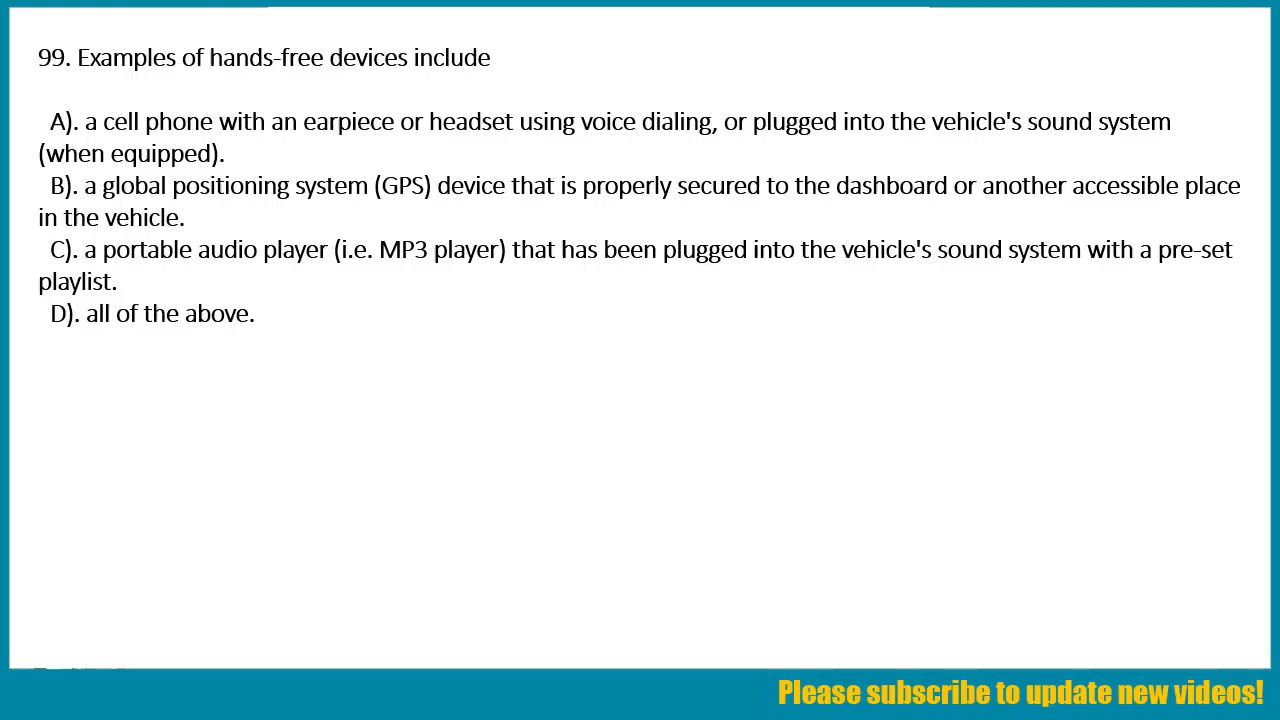 99. Examples of hands-free devices include
A). a cell phone with an earpiece or headset using voice dialing, or plugged into the vehicle's sound system
(when equipped).
B). a global positioning system (GPS) device that is properly secured to the dashboard or another accessible place
in the vehicle.
C). a portable audio player (i.e. MP3 player) that has been plugged into the vehicle's sound system with a pre-set
playlist.
D). all of the above.
Please subscribe to update new videos!